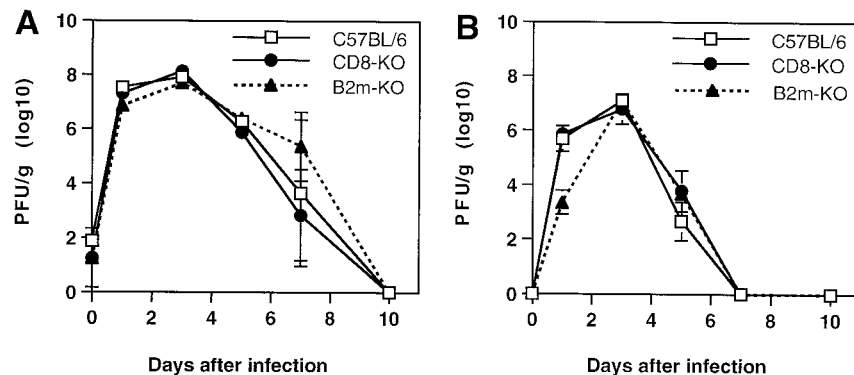 A
PFU/g (log10)
10
8
6
4
2
0
0 2 4 6 8 10
Days after infection
C57BL/6
CD8-KO
B2m-KO
B
PFU/g (log10)
10
8
6
4
2
0
0 2 4 6 8 10
Days after infection
C57BL/6
CD8-KO
B2m-KO